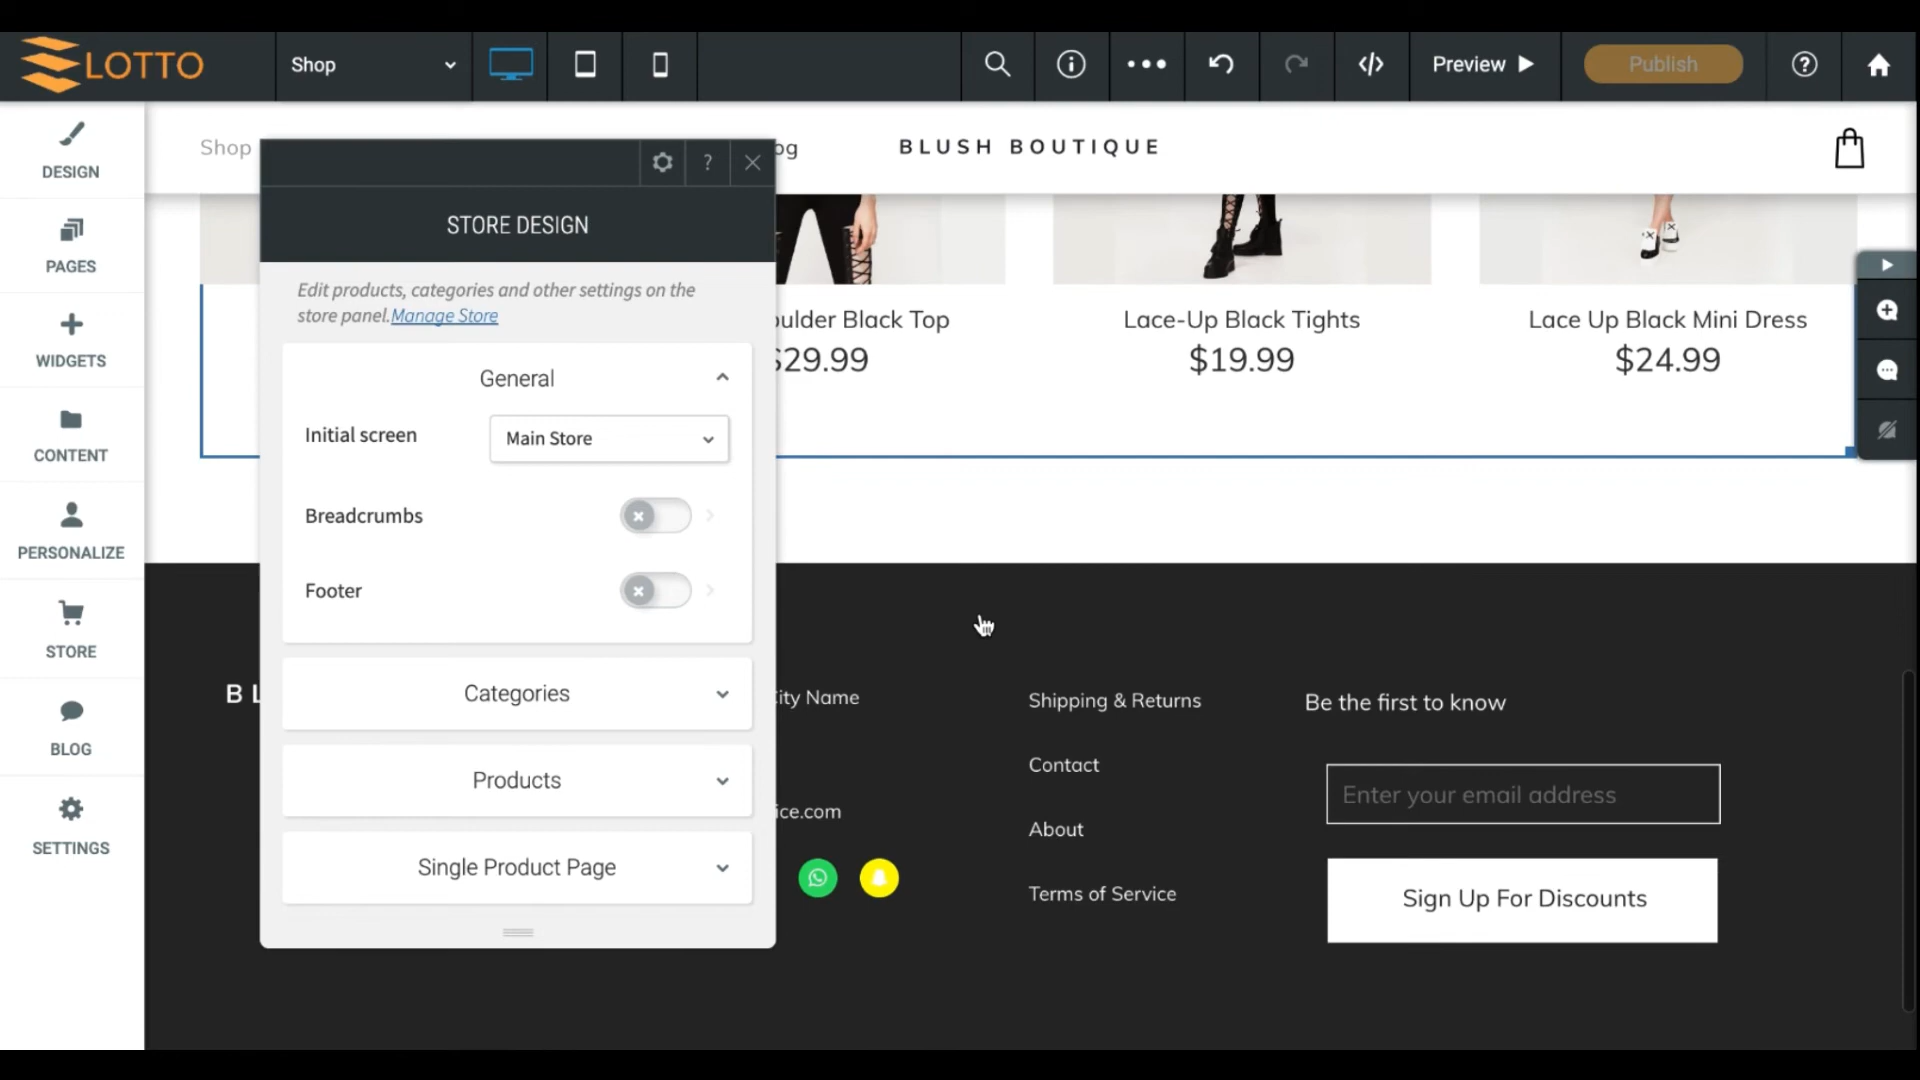 LOTTO
Shop
Preview
Publish
DESIGN
PAGES
WIDGETS
CONTENT
PERSONALIZE
STORE
BLOG
SETTINGS
Shop
og
BLUSH BOUTIQUE
?
STORE DESIGN
Edit products, categories and other settings on the
store panel.Manage Store
General
Initial screen
Main Store
Breadcrumbs
Footer
Categories
Products
Single Product Page
oulder Black Top
$29.99
Lace-Up Black Tights
$19.99
Lace Up Black Mini Dress
$24.99
BL
City Name
ice.com
Shipping & Returns
Contact
About
Terms of Service
Be the first to know
Enter your email address
Sign Up For Discounts